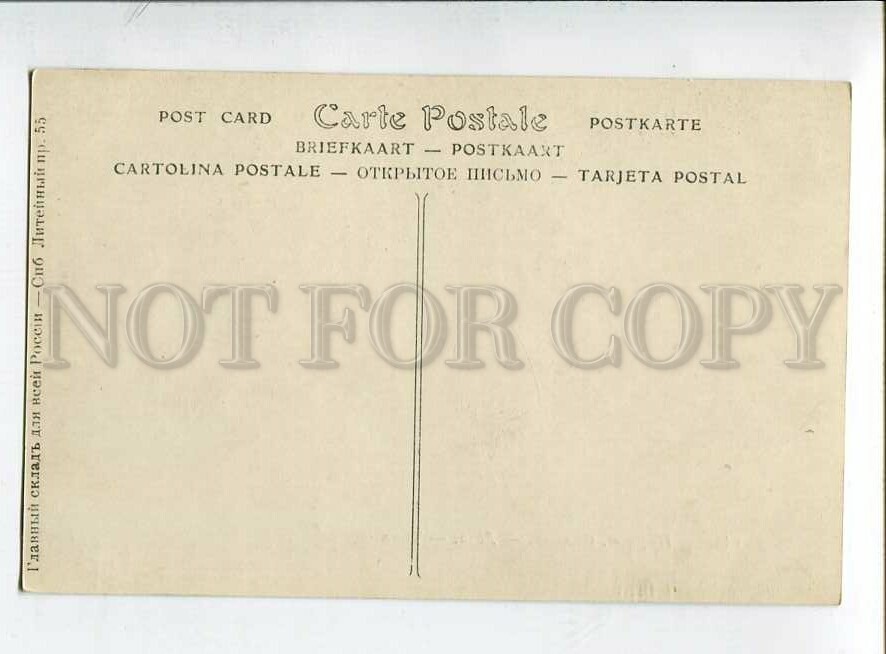 POST CARD Carte Postale POSTKARTE
BRIEFKAART — POSTKAART
CARTOLINA POSTALE — ОТКРЫТОЕ ПИСЬМО — TARJETA POSTAL
Главный складъ для всей Россіи — Спб Литейный пр. 55
NOT FOR COPY